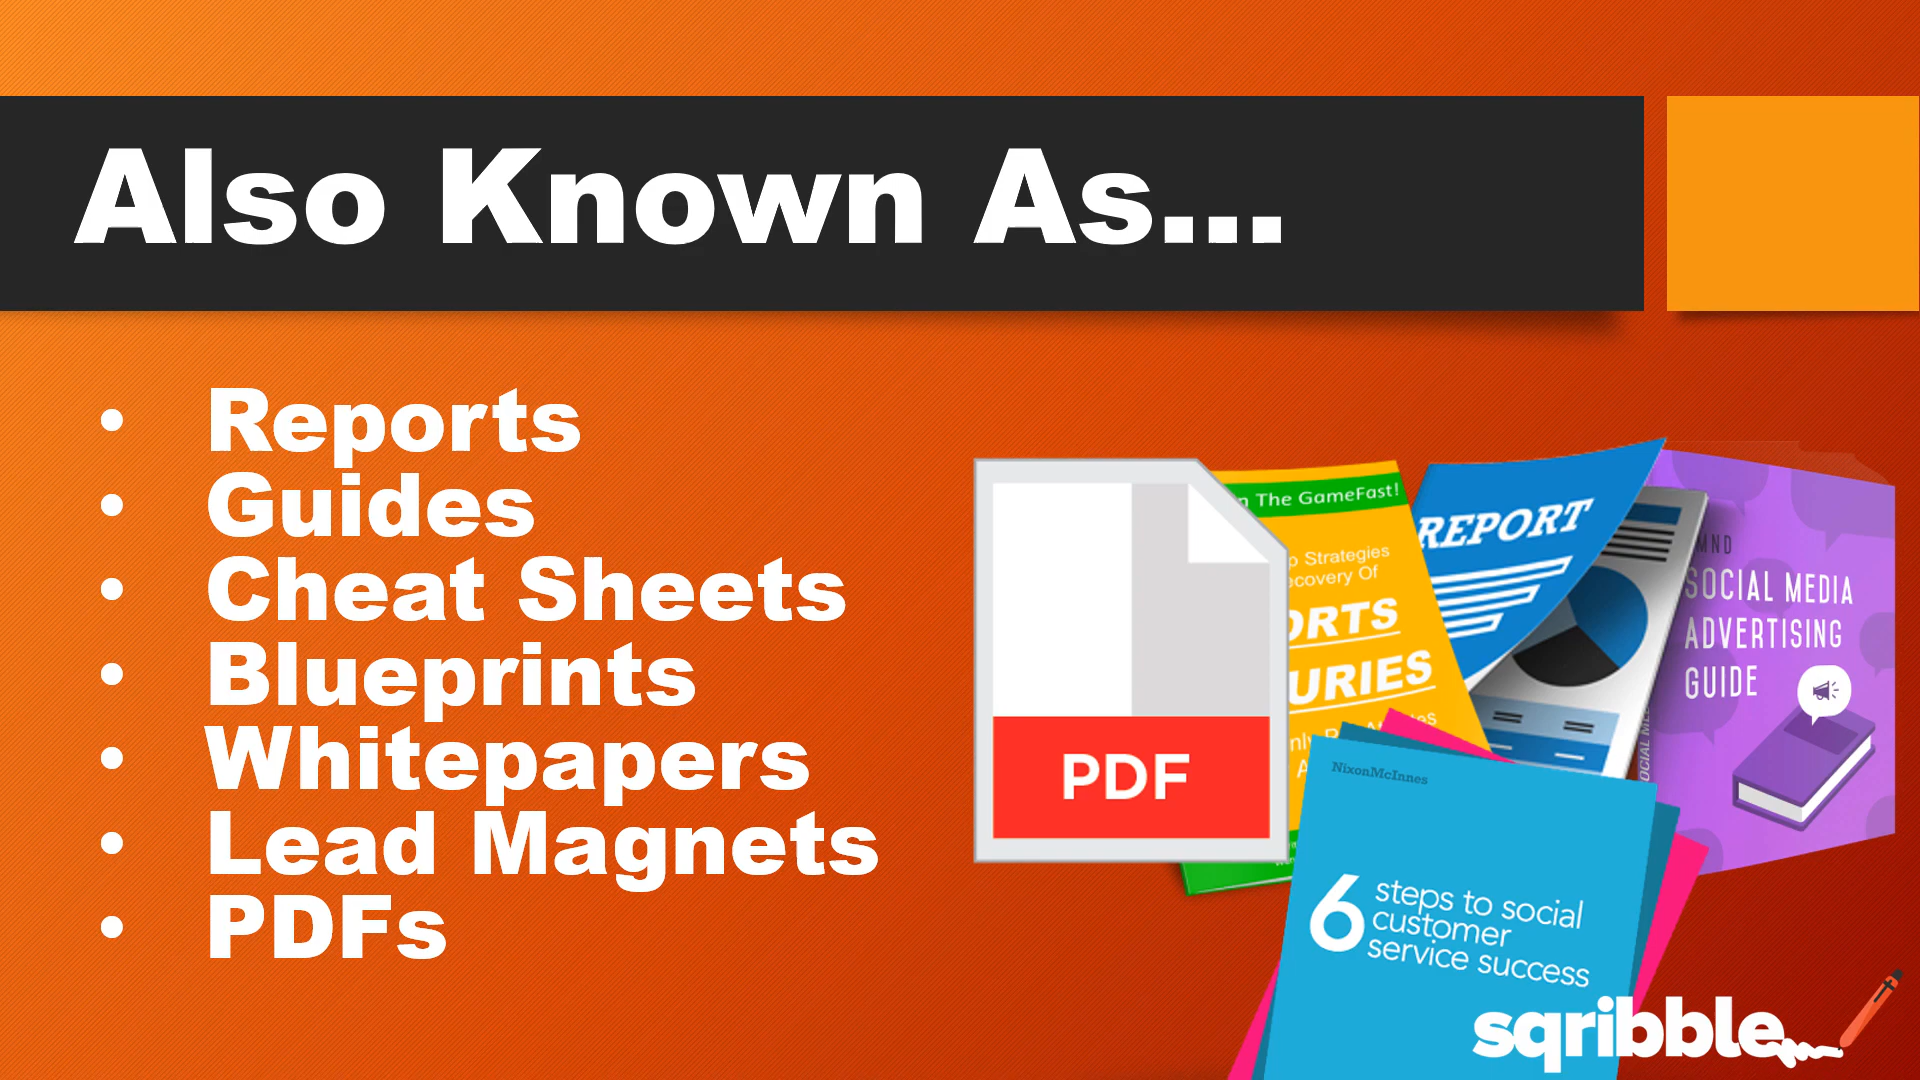 Also Known As...
• Reports
• Guides
• Cheat Sheets
• Blueprints
• Whitepapers
• Lead Magnets
• PDFs
PDF
The GameFast!
Strategies
Of
REPORT
SOCIAL MEDIA
ADVERTISING
GUIDE
NixonMcInnes
6 steps to social
customer
service success
sqribble